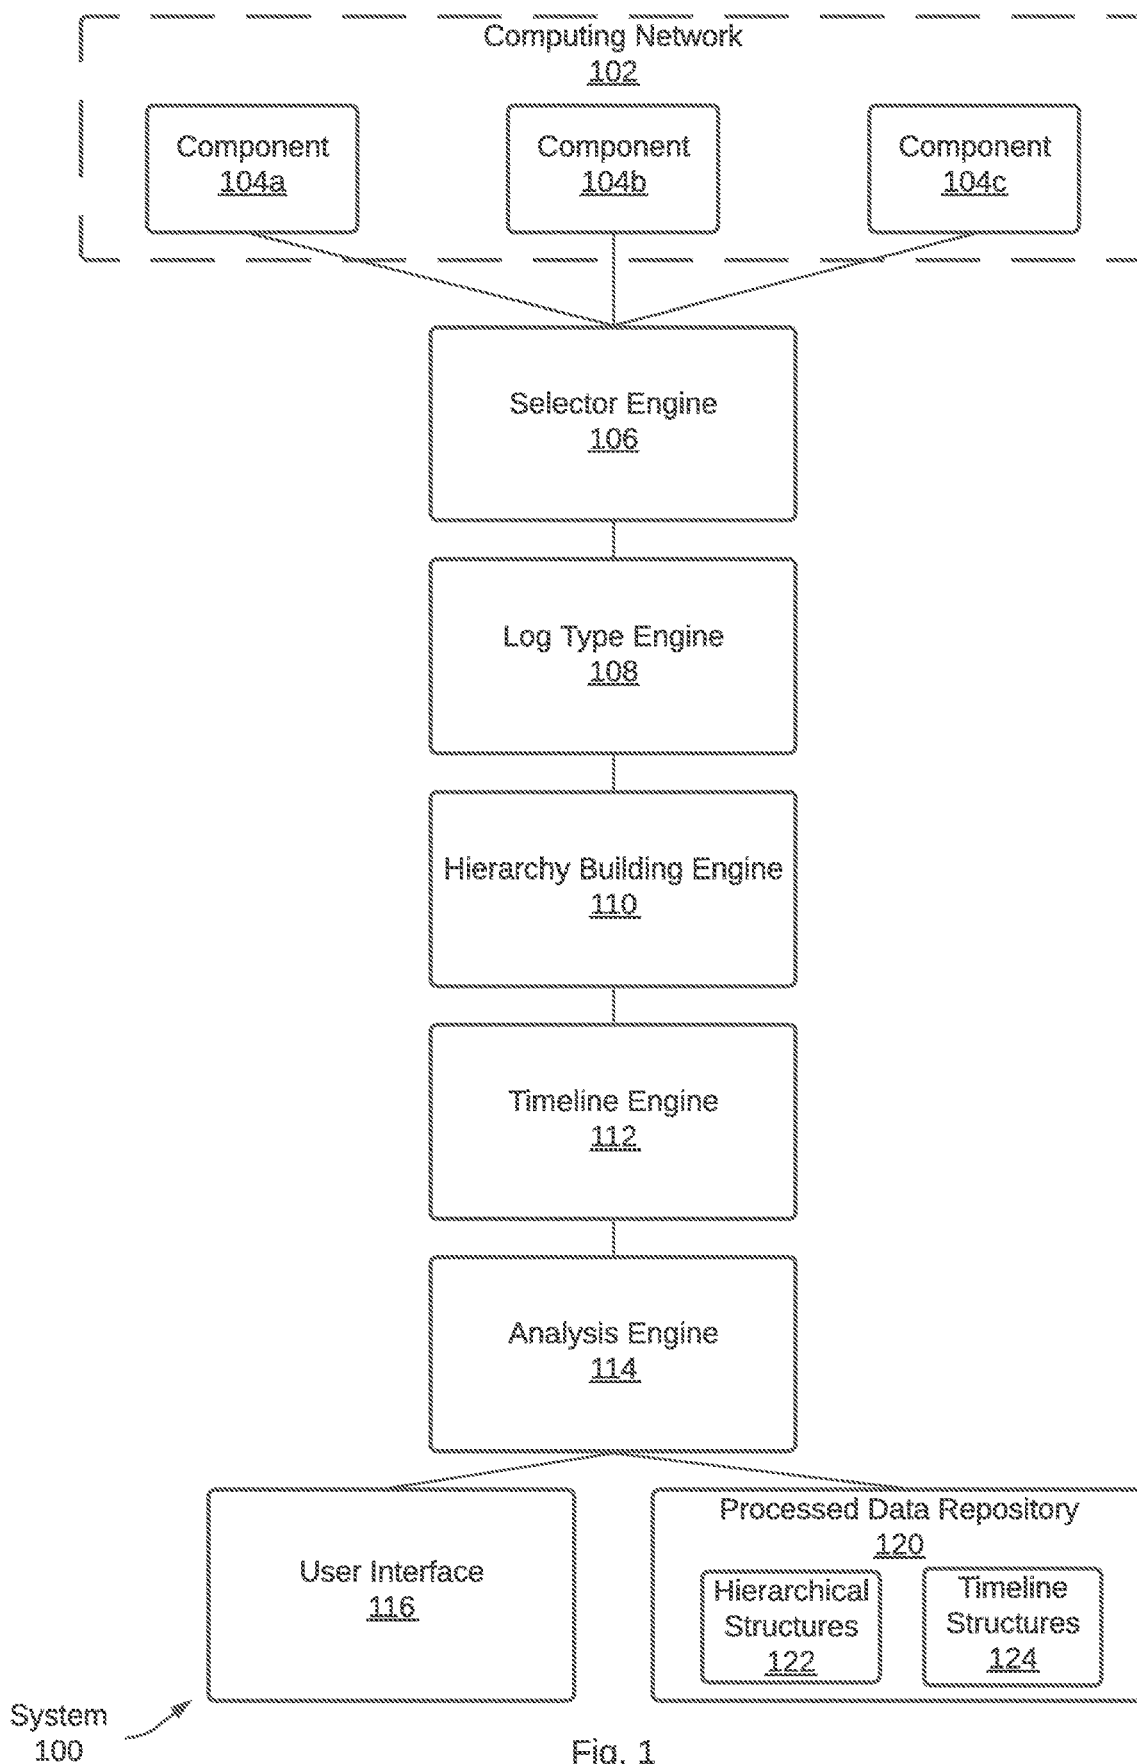 Computing Network
102
Component
104a
Component
104b
Component
104c
Selector Engine
106
Log Type Engine
108
Hierarchy Building Engine
110
Timeline Engine
112
Analysis Engine
114
User Interface
116
Processed Data Repository
120
Hierarchical
Structures
122
Timeline
Structures
124
System
100
Fig. 1